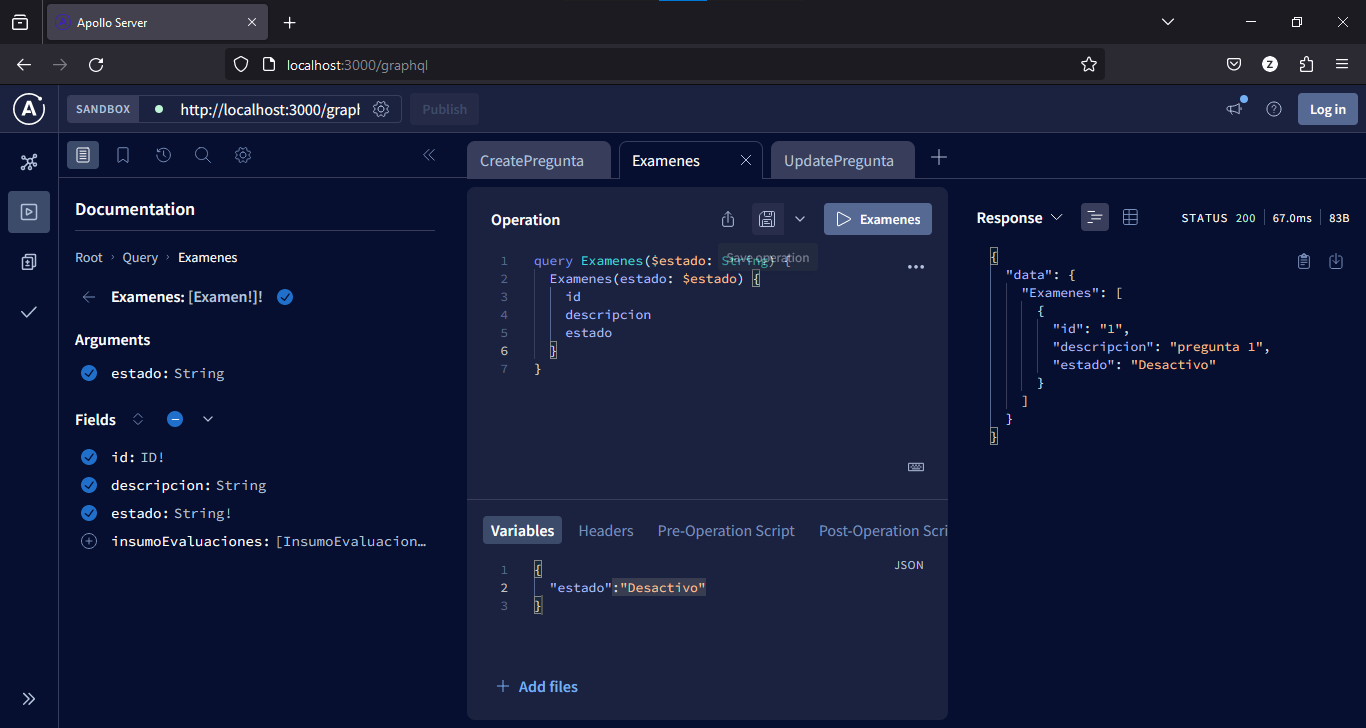 Apollo Server
localhost:3000/graphql
SANDBOX
http://localhost:3000/graph
Publish
Log in
CreatePregunta
Examenes
UpdatePregunta
Documentation
Root › Query › Examenes
Examenes: [Examen!]!
Arguments
estado: String
Fields
id: ID!
descripcion: String
estado: String!
insumoEvaluaciones: [InsumoEvaluacion…
Operation
Examenes
Save operation
1 query Examenes($estado: String) {
2 Examenes(estado: $estado) {
3 id
4 descripcion
5 estado
6 }
7 }
Variables
Headers
Pre-Operation Script
Post-Operation Scri
JSON
1 {
2 "estado":"Desactivo"
3 }
Add files
Response
STATUS 200
67.0ms
83B
{
"data": {
"Examenes": [
{
"id": "1",
"descripcion": "pregunta 1",
"estado": "Desactivo"
}
]
}
}